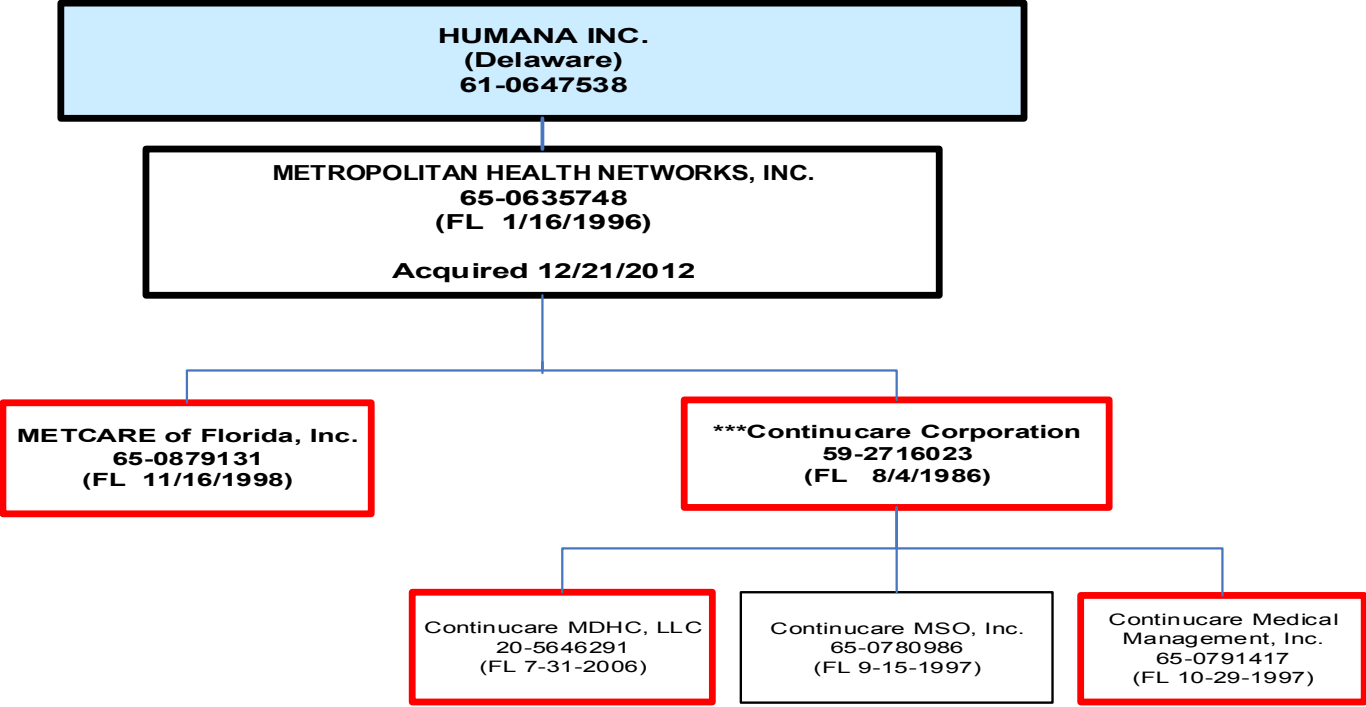 HUMANA INC.
(Delaware)
61-0647538
METROPOLITAN HEALTH NETWORKS, INC.
65-0635748
(FL 1/16/1996)
Acquired 12/21/2012
METCARE of Florida, Inc.
65-0879131
(FL 11/16/1998)
***Continucare Corporation
59-2716023
(FL 8/4/1986)
Continucare MDHC, LLC
20-5646291
(FL 7-31-2006)
Continucare MSO, Inc.
65-0780986
(FL 9-15-1997)
Continucare Medical
Management, Inc.
65-0791417
(FL 10-29-1997)